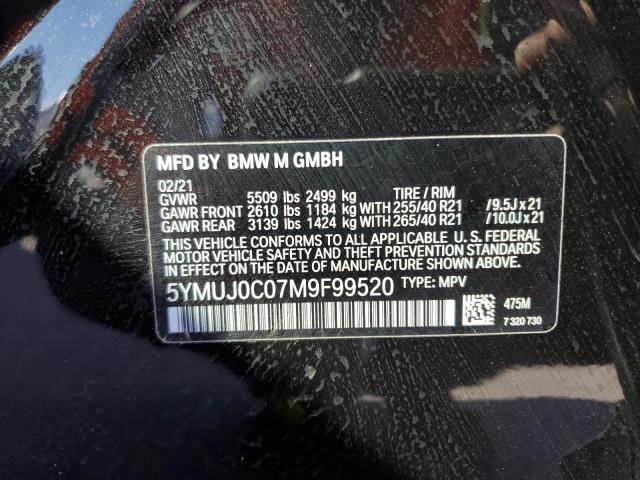 MFD BY BMW M GMBH
02/21
GVWR 5509 lbs 2499 kg TIRE / RIM
GAWR FRONT 2610 lbs 1184 kg WITH 255/40 R21 /9.5J x 21
GAWR REAR 3139 lbs 1424 kg WITH 265/40 R21 /10.0J x 21
THIS VEHICLE CONFORMS TO ALL APPLICABLE U. S. FEDERAL
MOTOR VEHICLE SAFETY, BUMPER, AND THEFT PREVENTION
STANDARDS IN EFFECT ON THE DATE OF MANUFACTURE SHOWN ABOVE.
5YMUJ0C07M9F99520 TYPE: MPV
475M
7 320 730